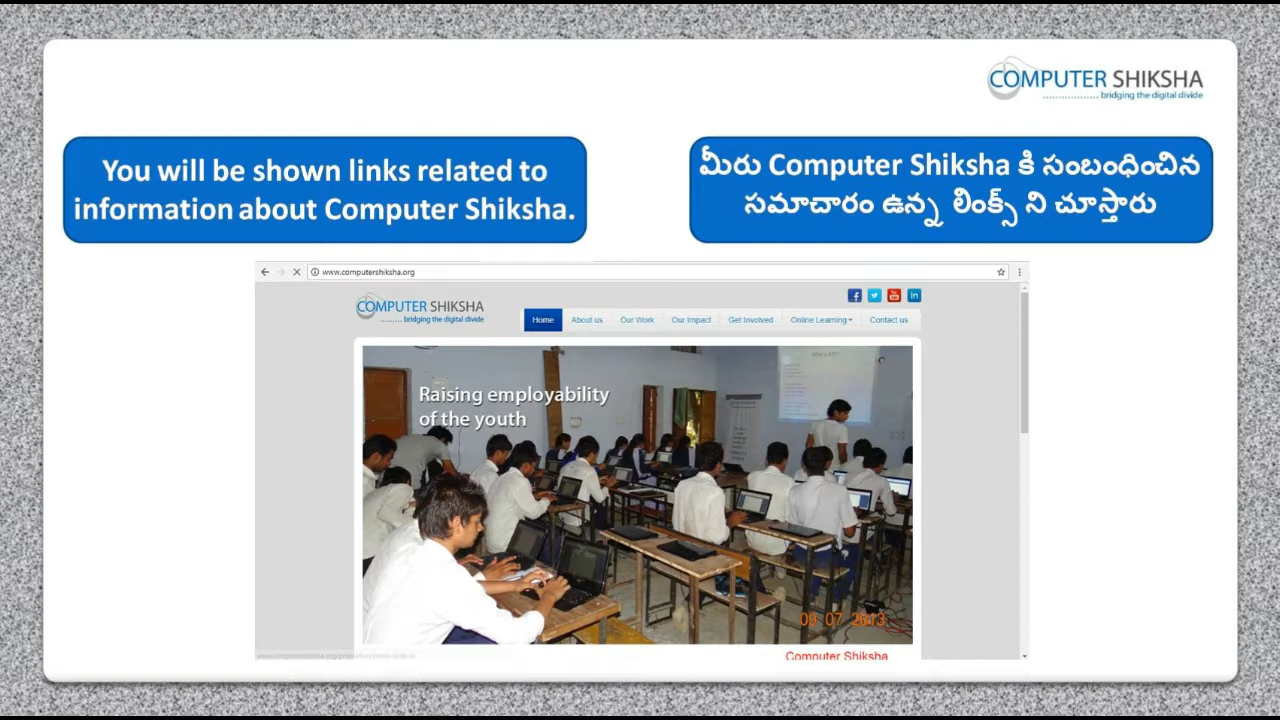 COMPUTER SHIKSHA
bridging the digital divide
You will be shown links related to
information about Computer Shiksha.
మీరు Computer Shiksha కి సంబంధించిన
సమాచారం ఉన్న లింక్స్ ని చూస్తారు
www.computershiksha.org
COMPUTER SHIKSHA
bridging the digital divide
Home About us Our Work Our Impact Get Involved Online Learning Contact us
Raising employability
of the youth
09 07 2013
Computer Shiksha